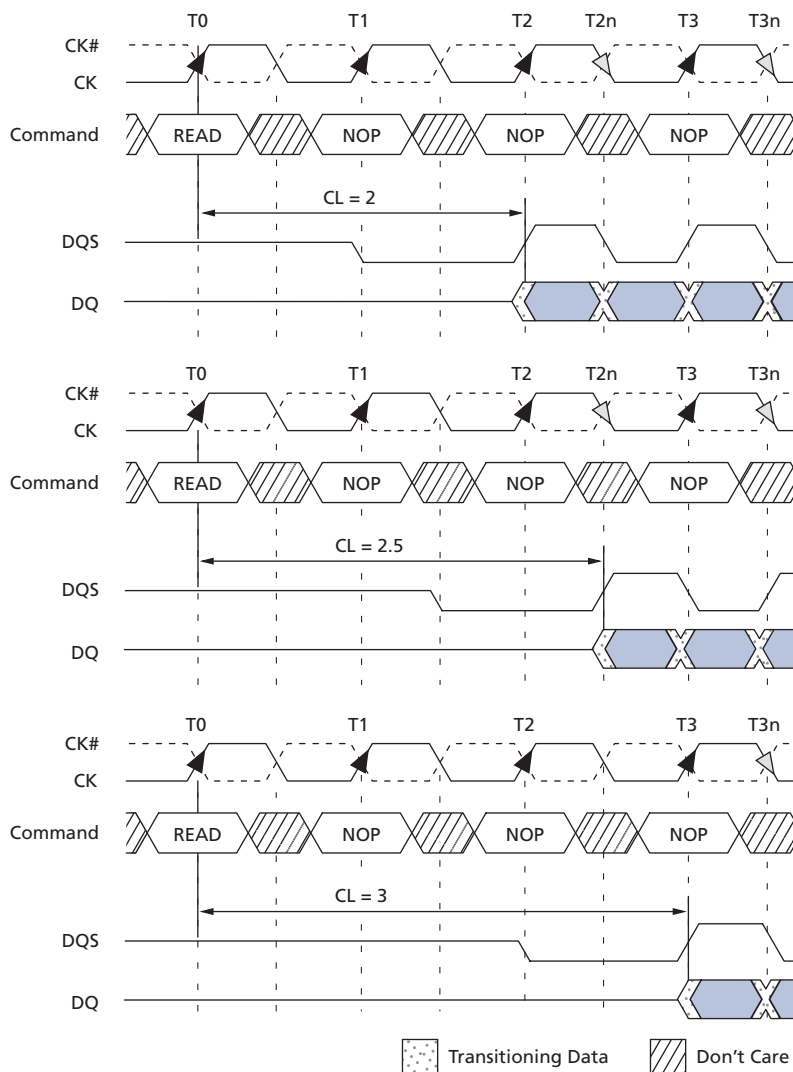 T0 T1 T2 T2n T3 T3n
CK#
CK
Command READ NOP NOP NOP
CL = 2
DQS
DQ
T0 T1 T2 T2n T3 T3n
CK#
CK
Command READ NOP NOP NOP
CL = 2.5
DQS
DQ
T0 T1 T2 T3 T3n
CK#
CK
Command READ NOP NOP NOP
CL = 3
DQS
DQ
Transitioning Data Don't Care